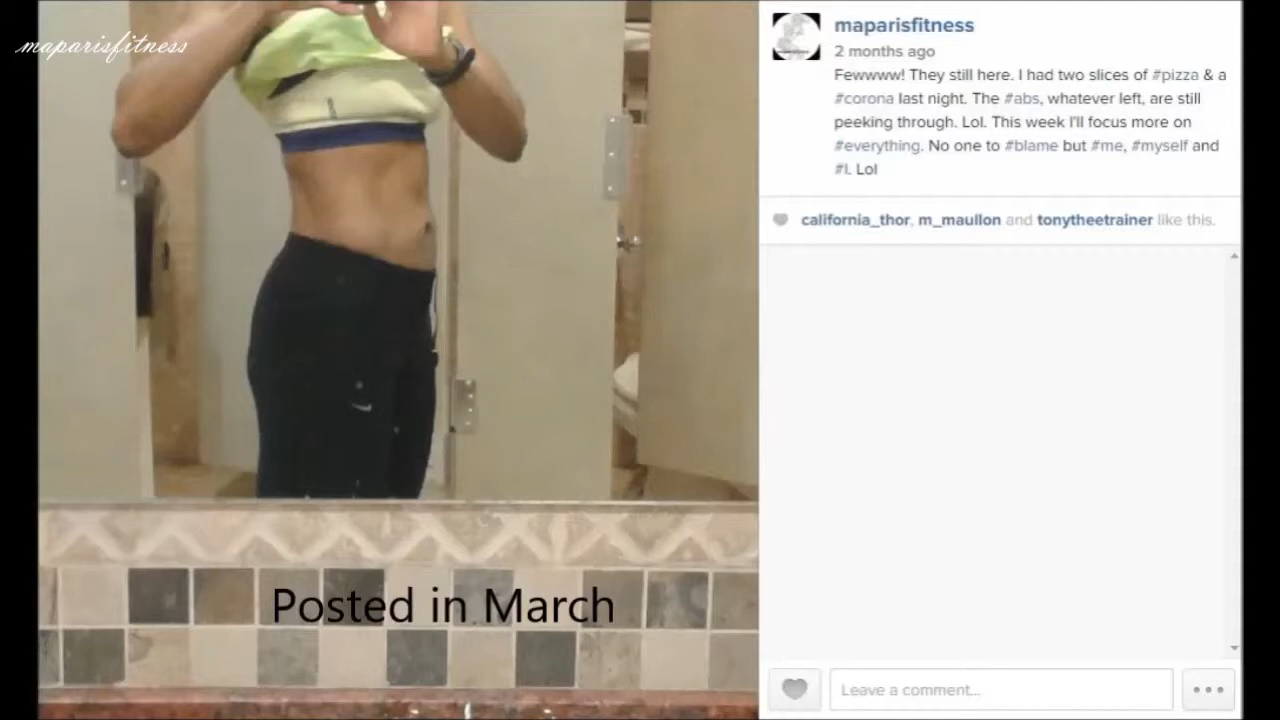 maparisfitness
maparisfitness
2 months ago
Fewwww! They still here. I had two slices of #pizza & a
#corona last night. The #abs, whatever left, are still
peeking through. Lol. This week I'll focus more on
#everything. No one to #blame but #me, #myself and
#I. Lol
california_thor, m_maullon and tonytheetrainer like this.
Posted in March
Leave a comment...